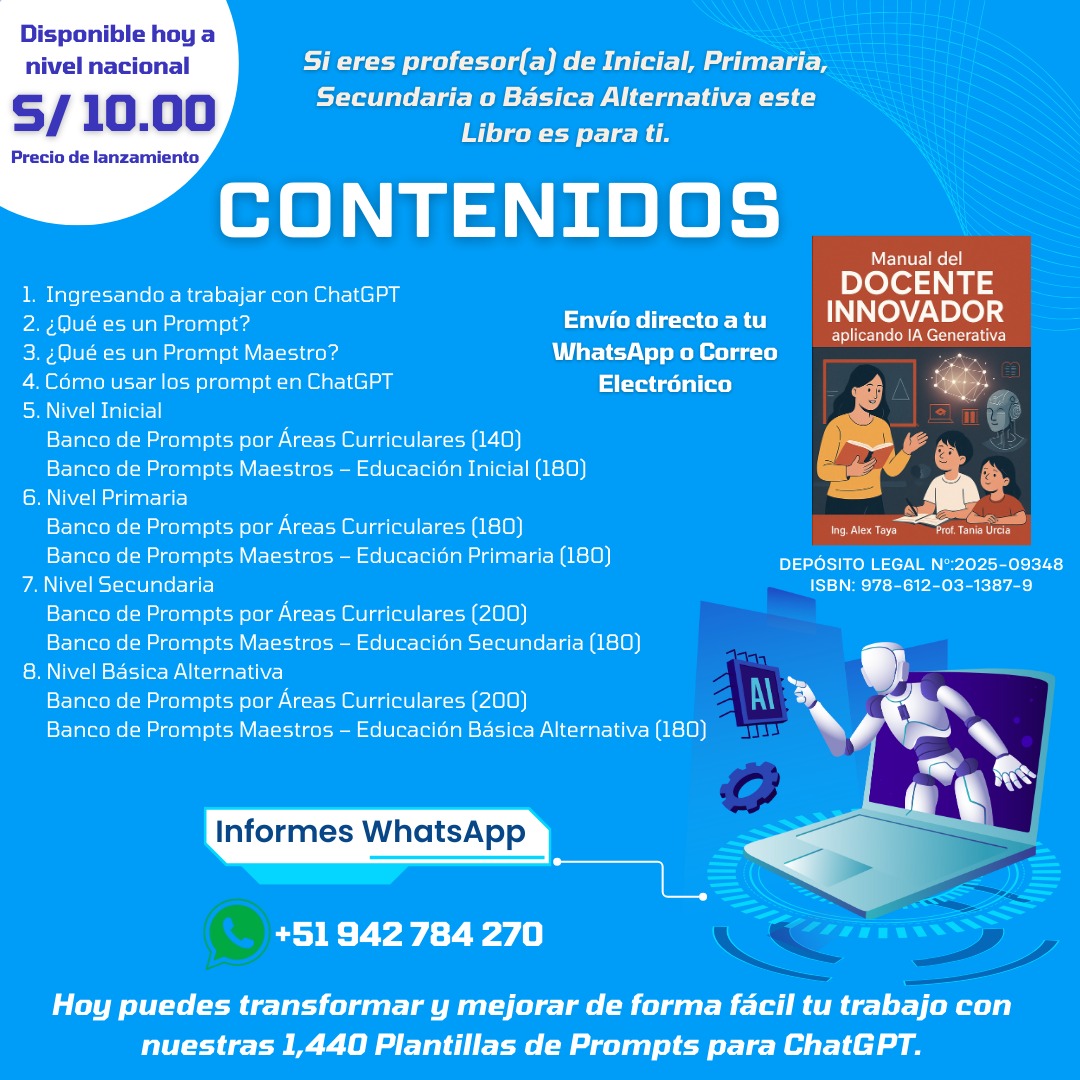 Disponible hoy a
nivel nacional
S/ 10.00
Precio de lanzamiento
Si eres profesor(a) de Inicial, Primaria,
Secundaria o Básica Alternativa este
Libro es para ti.
CONTENIDOS
1. Ingresando a trabajar con ChatGPT
2. ¿Qué es un Prompt?
3. ¿Qué es un Prompt Maestro?
4. Cómo usar los prompt en ChatGPT
5. Nivel Inicial
Banco de Prompts por Áreas Curriculares (140)
Banco de Prompts Maestros – Educación Inicial (180)
6. Nivel Primaria
Banco de Prompts por Áreas Curriculares (180)
Banco de Prompts Maestros – Educación Primaria (180)
7. Nivel Secundaria
Banco de Prompts por Áreas Curriculares (200)
Banco de Prompts Maestros – Educación Secundaria (180)
8. Nivel Básica Alternativa
Banco de Prompts por Áreas Curriculares (200)
Banco de Prompts Maestros – Educación Básica Alternativa (180)
Envío directo a tu
WhatsApp o Correo
Electrónico
Manual del
DOCENTE
INNOVADOR
aplicando IA Generativa
Ing. Alex Taya Prof. Tania Urcia
DEPÓSITO LEGAL N°:2025-09348
ISBN: 978-612-03-1387-9
AI
Informes WhatsApp
+51 942 784 270
Hoy puedes transformar y mejorar de forma fácil tu trabajo con
nuestras 1,440 Plantillas de Prompts para ChatGPT.